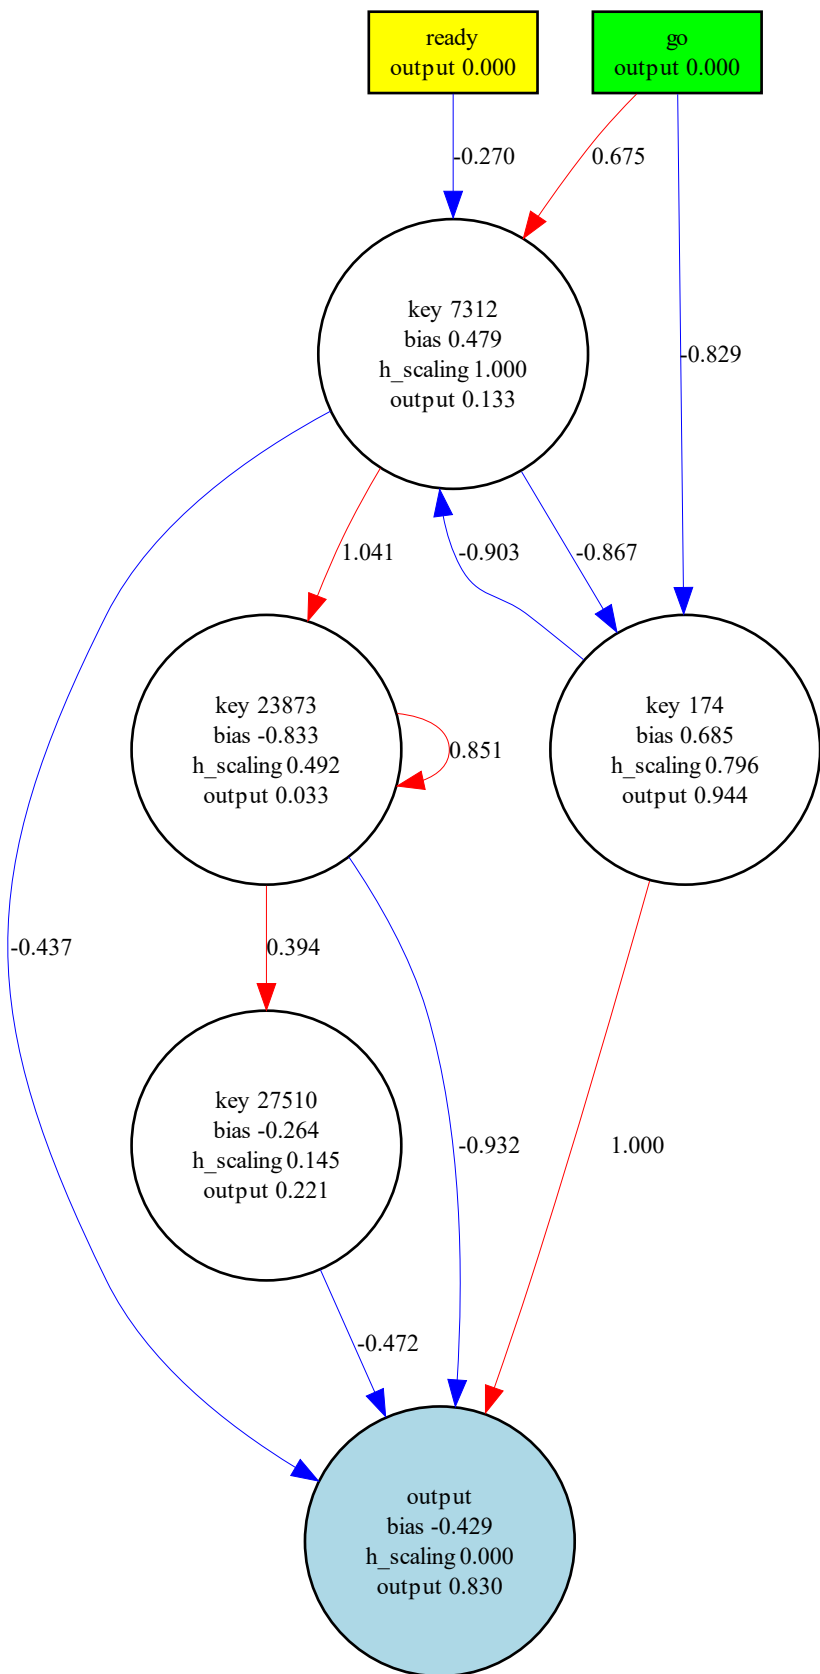 ready
output 0.000
go
output 0.000
-0.270
0.675
key 7312
bias 0.479
h_scaling 1.000
output 0.133
-0.829
1.041
-0.903
-0.867
key 23873
bias -0.833
h_scaling 0.492
output 0.033
0.851
key 174
bias 0.685
h_scaling 0.796
output 0.944
-0.437
0.394
key 27510
bias -0.264
h_scaling 0.145
output 0.221
-0.932
1.000
-0.472
output
bias -0.429
h_scaling 0.000
output 0.830